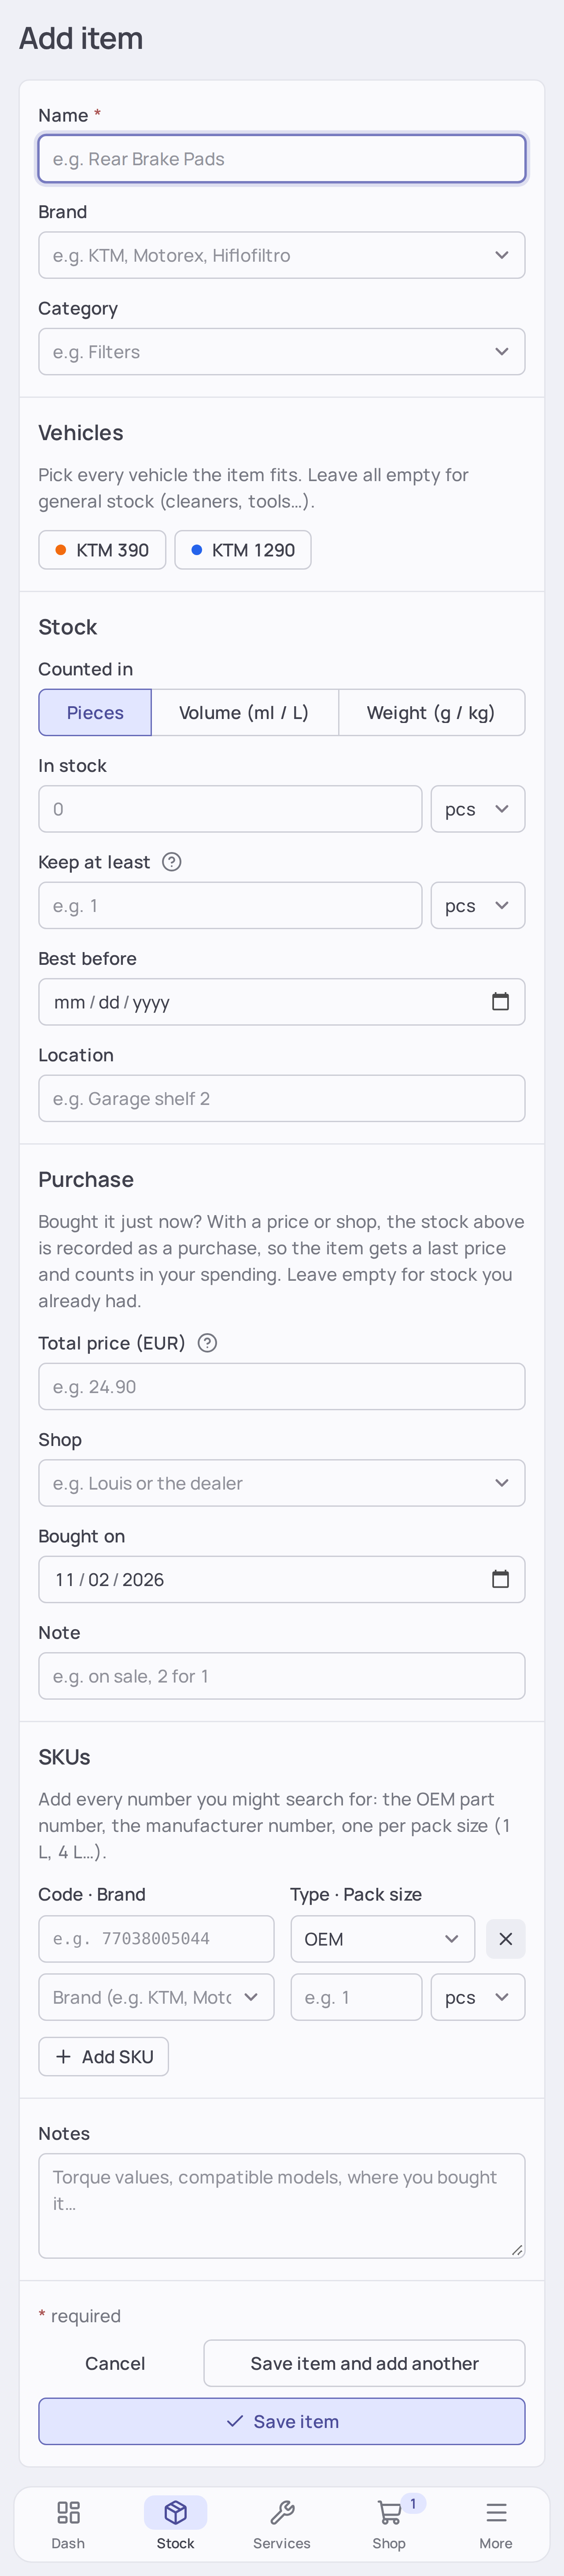 Add item
Name *
e.g. Rear Brake Pads
Brand
e.g. KTM, Motorex, Hiflofiltro
Category
e.g. Filters
Vehicles
Pick every vehicle the item fits. Leave all empty for
general stock (cleaners, tools…).
KTM 390
KTM 1290
Stock
Counted in
Pieces
Volume (ml / L)
Weight (g / kg)
In stock
0
pcs
Keep at least
e.g. 1
pcs
Best before
mm / dd / yyyy
Location
e.g. Garage shelf 2
Purchase
Bought it just now? With a price or shop, the stock above
is recorded as a purchase, so the item gets a last price
and counts in your spending. Leave empty for stock you
already had.
Total price (EUR)
e.g. 24.90
Shop
e.g. Louis or the dealer
Bought on
11 / 02 / 2026
Note
e.g. on sale, 2 for 1
SKUs
Add every number you might search for: the OEM part
number, the manufacturer number, one per pack size (1
L, 4 L…).
Code · Brand
Type · Pack size
e.g. 77038005044
OEM
Brand (e.g. KTM, Motc
e.g. 1
pcs
Add SKU
Notes
Torque values, compatible models, where you bought
it…
* required
Cancel
Save item and add another
Save item
1
Dash
Stock
Services
Shop
More